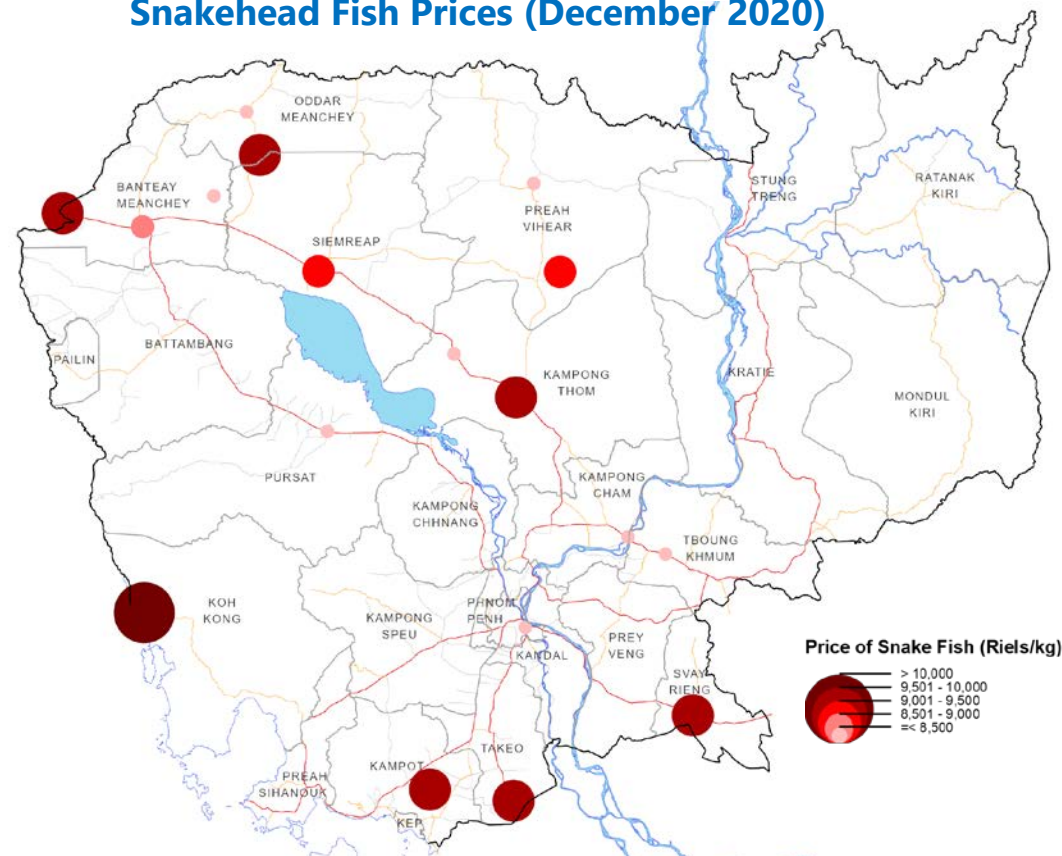 Snakehead Fish Prices (December 2020)
ODDAR
MEANCHEY
BANTEAY
MEANCHEY
STUNG
TRENG
RATANAK
KIRI
PREAH
VIHEAR
SIEMREAP
BATTAMBANG
PAILIN
KAMPONG
THOM
KRATIE
MONDUL
KIRI
PURSAT
KAMPONG
CHAM
KAMPONG
CHHNANG
TBOUNG
KHMUM
KOH
KONG
KAMPONG
SPEU
PHNOM
PENH
KANDAL
PREY
VENG
SVAY
RIENG
TAKEO
KAMPOT
PREAH
SIHANOUK
KEP
Price of Snake Fish (Riels/kg)
> 10,000
9,501 - 10,000
9,001 - 9,500
8,501 - 9,000
=< 8,500